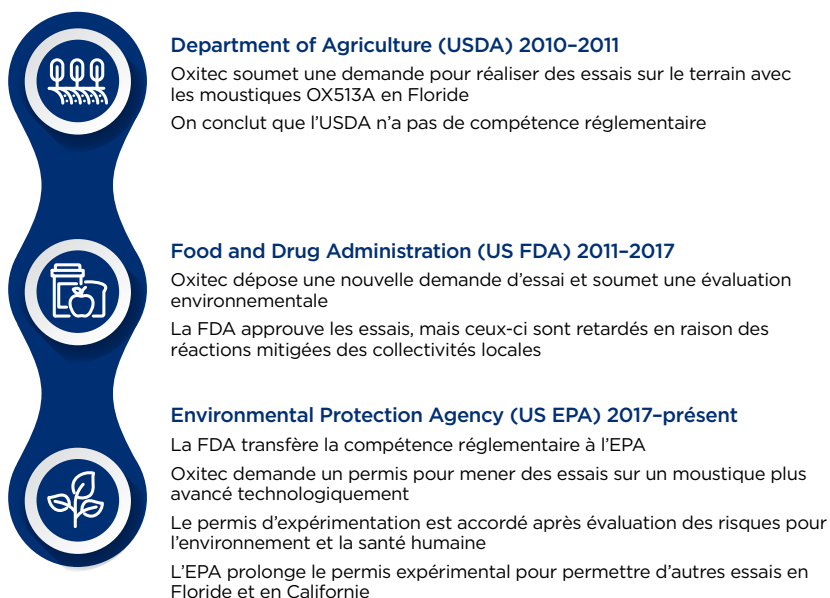 Department of Agriculture (USDA) 2010–2011
Oxitec soumet une demande pour réaliser des essais sur le terrain avec
les moustiques OX513A en Floride
On conclut que l’USDA n’a pas de compétence réglementaire
Food and Drug Administration (US FDA) 2011–2017
Oxitec dépose une nouvelle demande d’essai et soumet une évaluation
environnementale
La FDA approuve les essais, mais ceux-ci sont retardés en raison des
réactions mitigées des collectivités locales
Environmental Protection Agency (US EPA) 2017–présent
La FDA transfère la compétence réglementaire à l’EPA
Oxitec demande un permis pour mener des essais sur un moustique plus
avancé technologiquement
Le permis d’expérimentation est accordé après évaluation des risques pour
l’environnement et la santé humaine
L’EPA prolonge le permis expérimental pour permettre d’autres essais en
Floride et en Californie